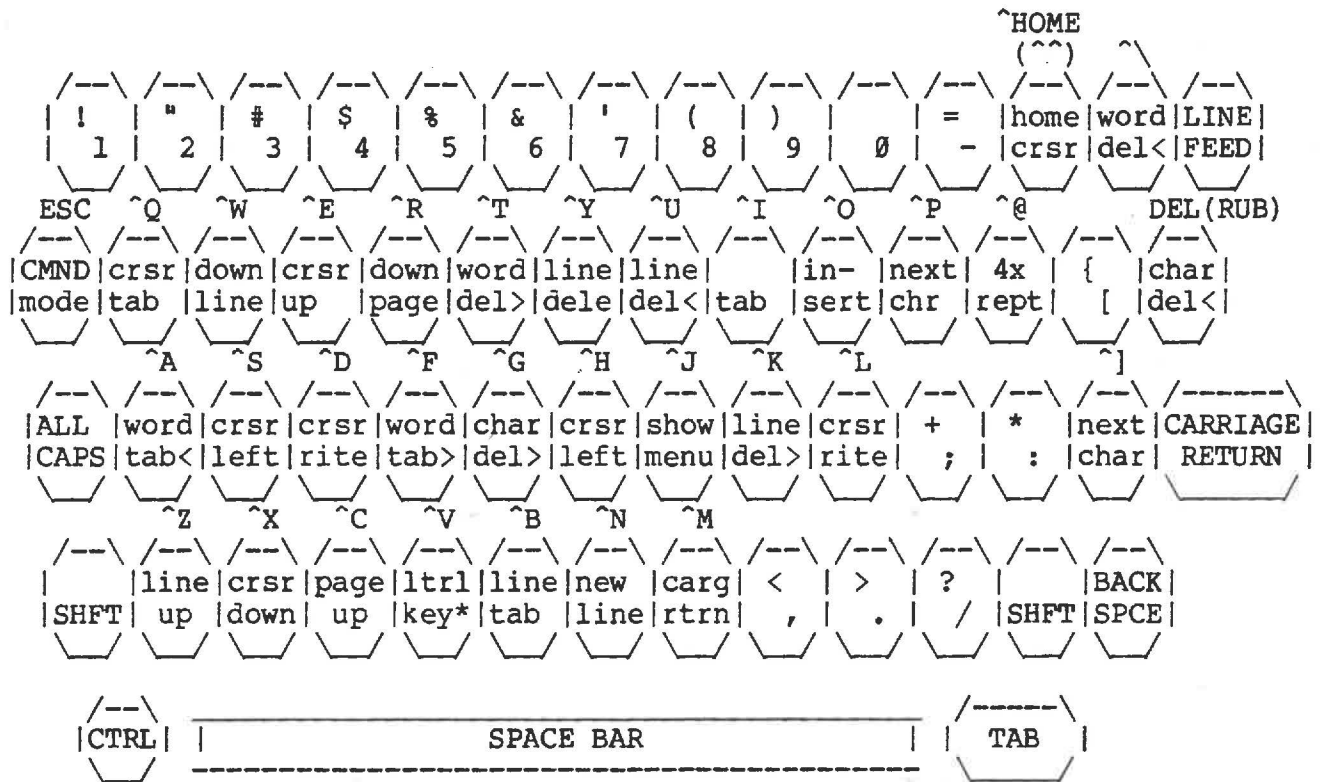 ^HOME
(^^) ^\
! " # $ % & ' ( ) = home word LINE
1 2 3 4 5 6 7 8 9 Ø - crsr del< FEED
ESC ^Q ^W ^E ^R ^T ^Y ^U ^I ^O ^P ^@ DEL(RUB)
CMND crsr down crsr down word line line in- next 4x { char
mode tab line up page del> dele del< tab sert chr rept [ del<
^A ^S ^D ^F ^G ^H ^J ^K ^L ^]
ALL word crsr crsr word char crsr show line crsr + * next CARRIAGE
CAPS tab< left rite tab> del> left menu del> rite ; : char RETURN
^Z ^X ^C ^V ^B ^N ^M
line crsr page ltrl line new carg < > ? BACK
SHFT up down up key* tab line rtrn , . / SHFT SPCE
CTRL SPACE BAR TAB